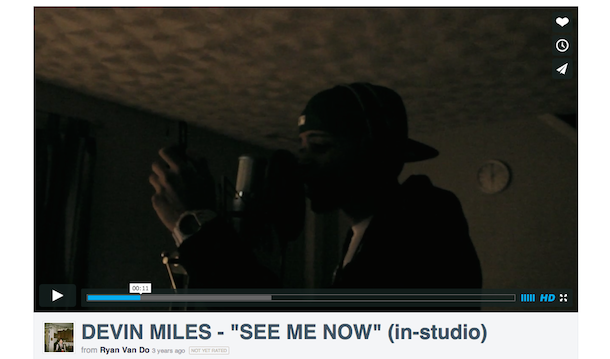 00:11
HD
DEVIN MILES - "SEE ME NOW" (in-studio)
from Ryan Van Do 3 years ago NOT YET RATED